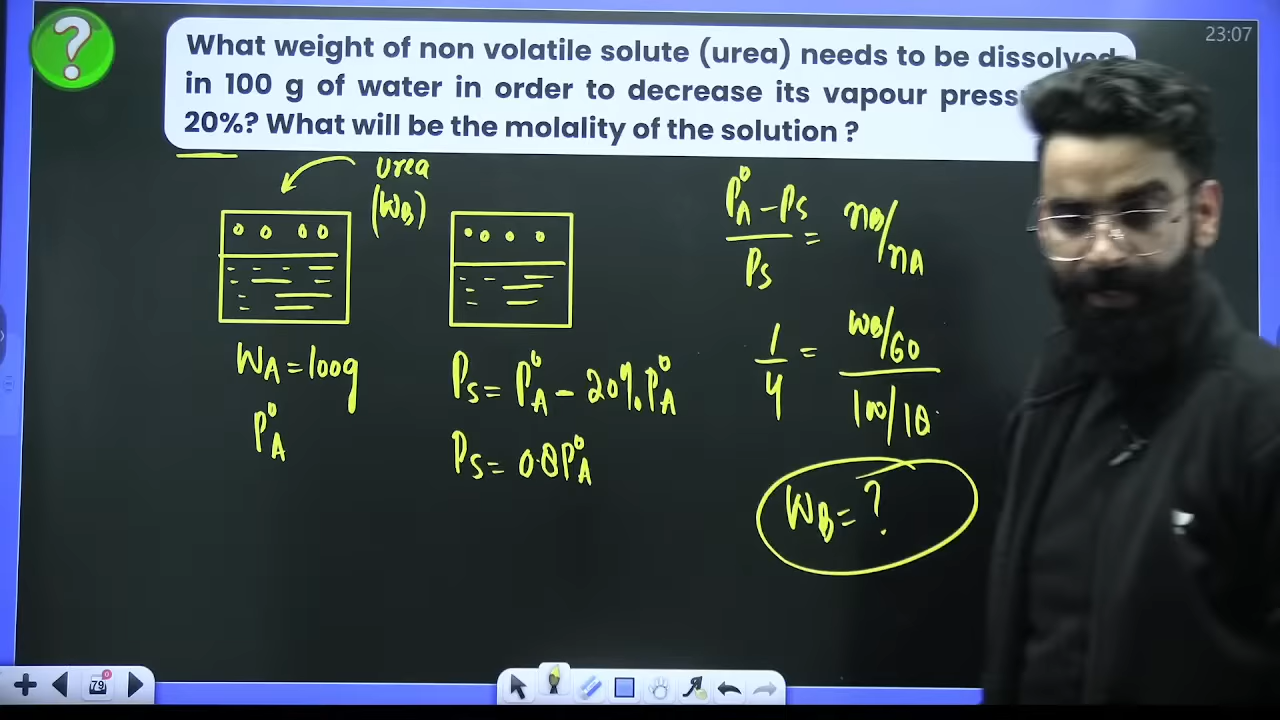 23:07
What weight of non volatile solute (urea) needs to be dissolved
in 100 g of water in order to decrease its vapour
20%? What will be the molality of the solution ?
urea
(WB)
WA = 100g
P°A
Ps = P°A - 20% P°A
Ps = 0.8P°A
P°A - Ps / Ps = nB/nA
1/4 = WB/60 / 100/18
WB = ?
79